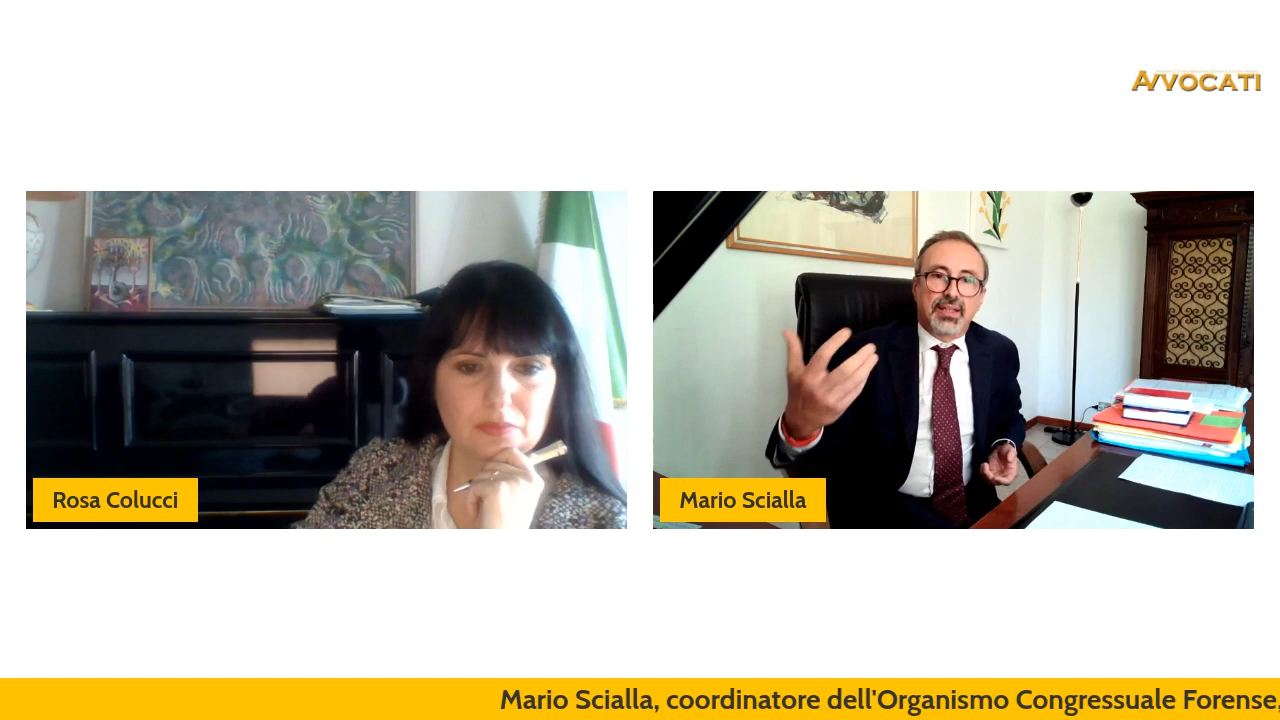 AVVOCATI
Rosa Colucci
Mario Scialla
Mario Scialla, coordinatore dell'Organismo Congressuale Forense,